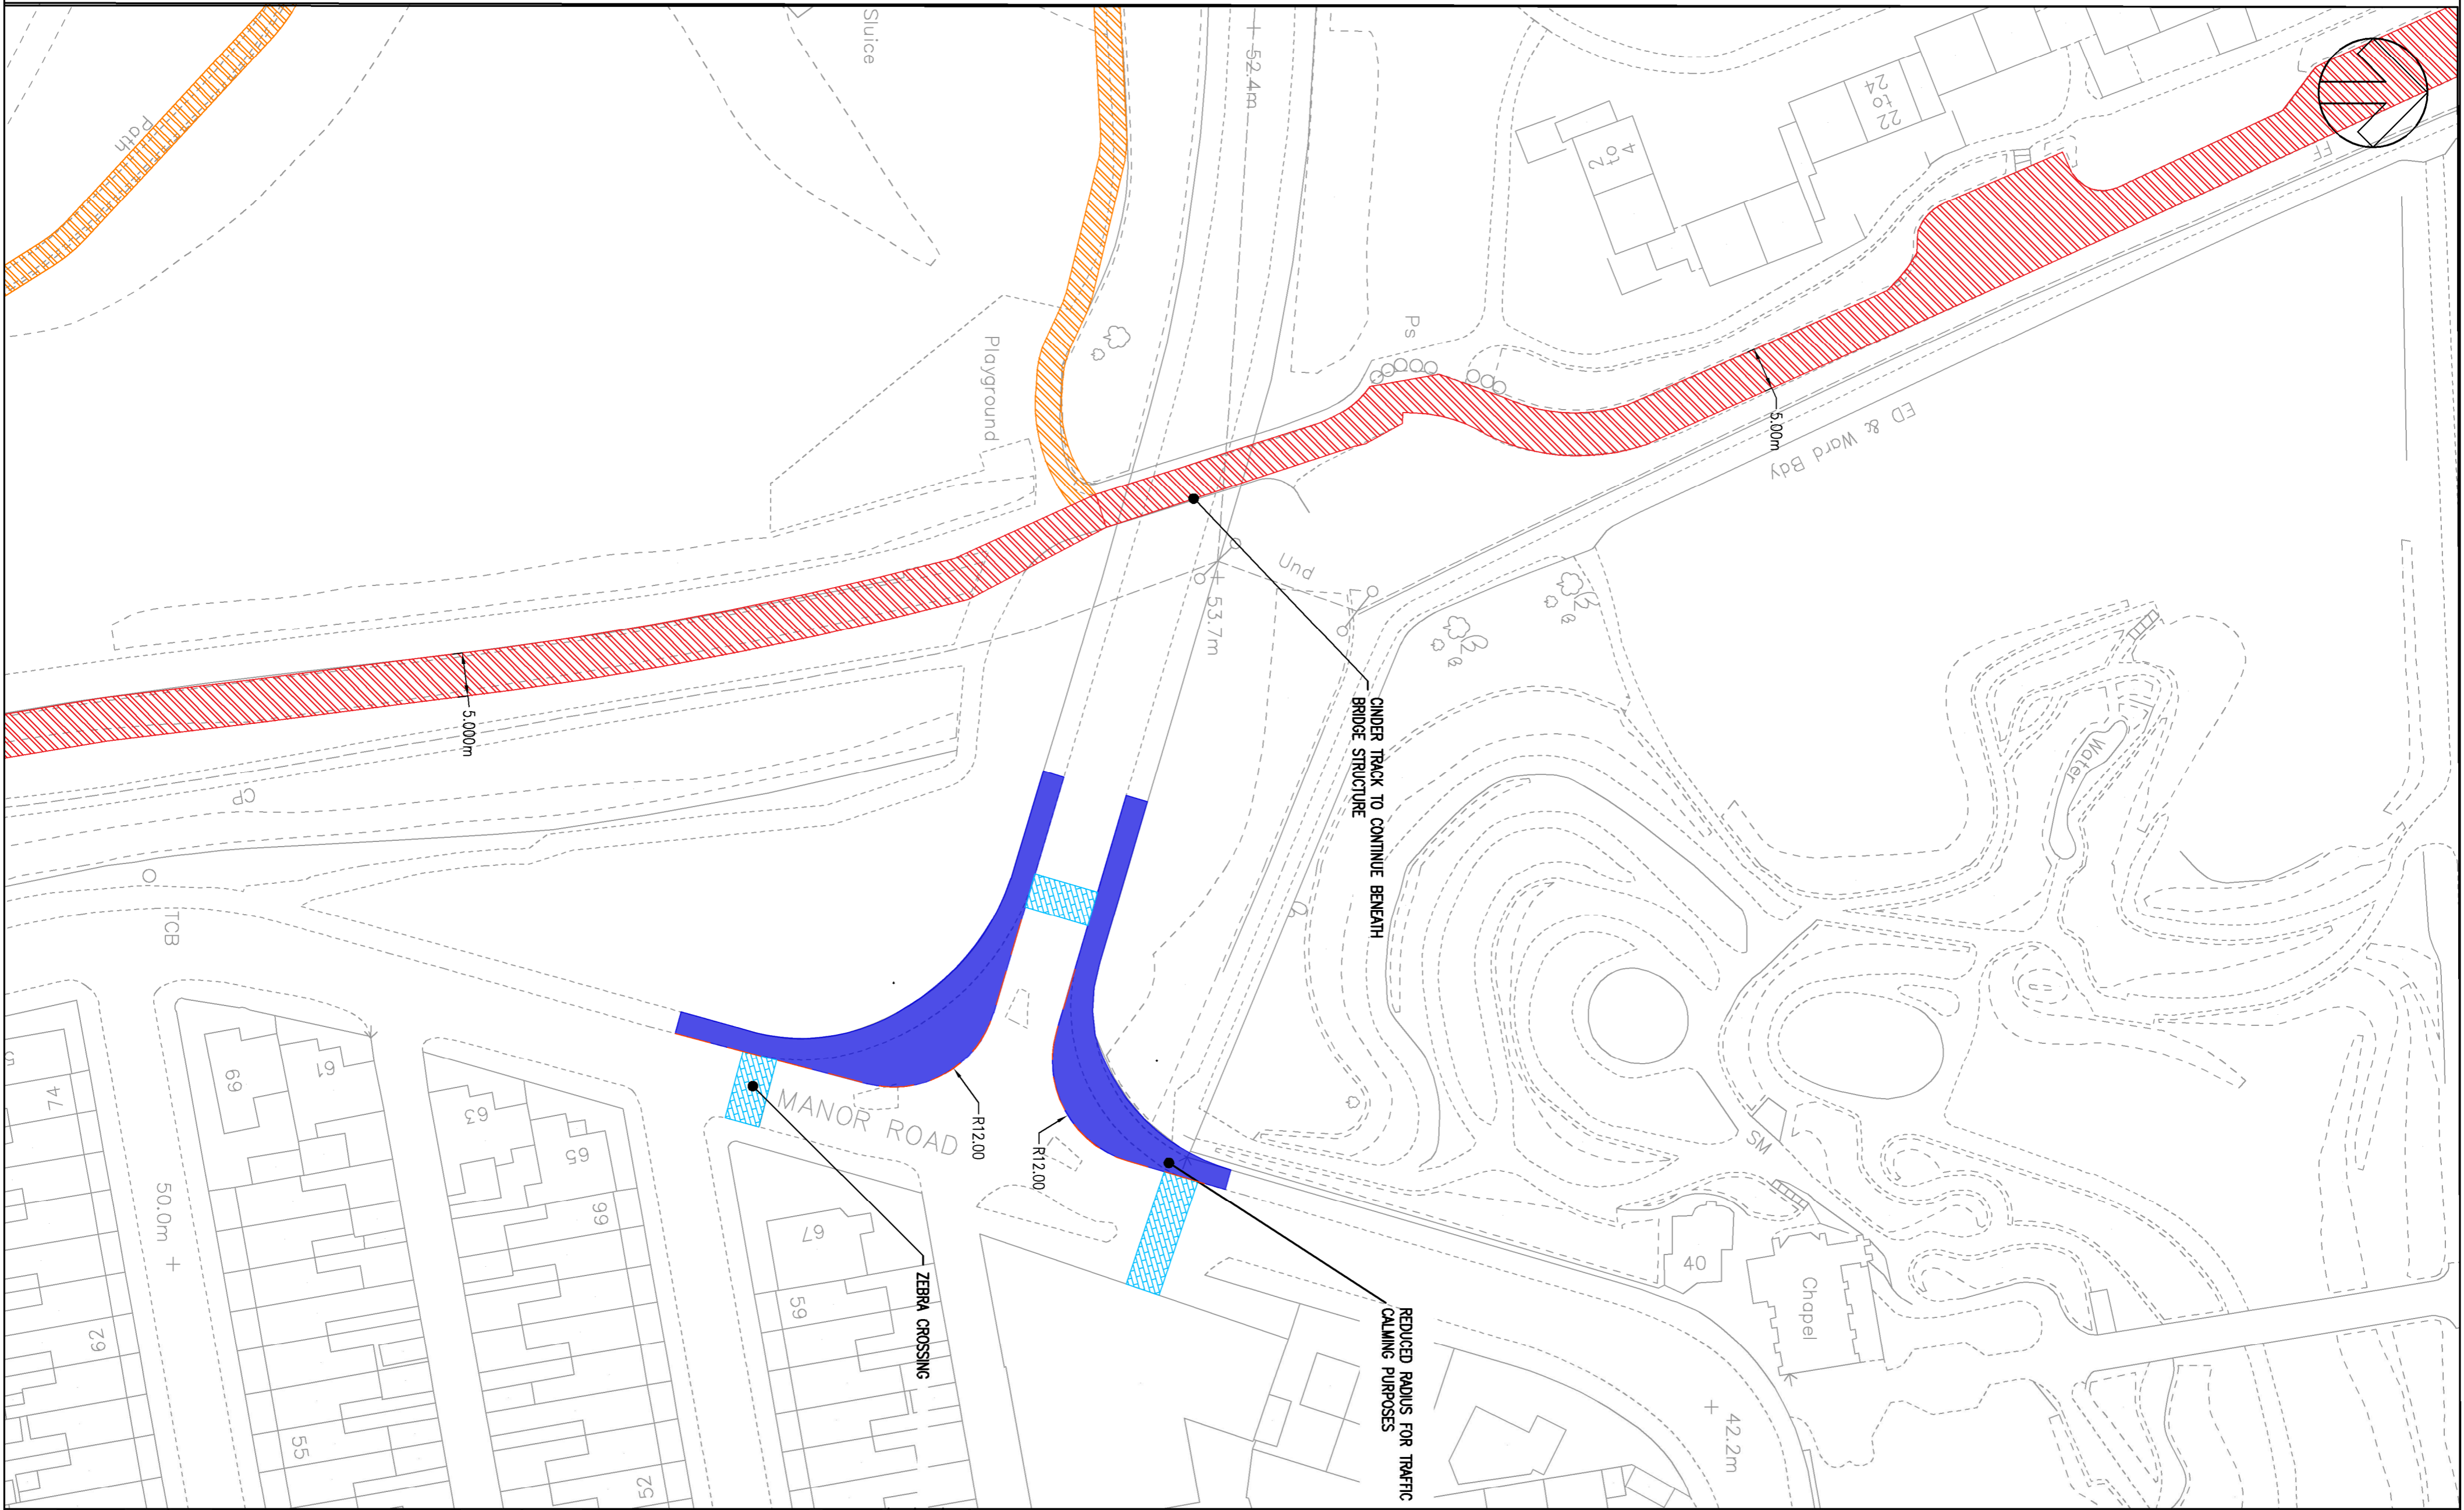 Sluice
52.4m
22 to 24
2 to 4
FF
Path
Ps
Playground
5.00m
ED & Ward Bdy
Und
53.7m
5.000m
CINDER TRACK TO CONTINUE BENEATH
BRIDGE STRUCTURE
Water
CP
TCB
MANOR ROAD
R12.00
R12.00
SM
69
61
63
65
66
67
59
74
50.0m
40
Chapel
ZEBRA CROSSING
REDUCED RADIUS FOR TRAFFIC
CALMING PURPOSES
42.2m
62
55
52